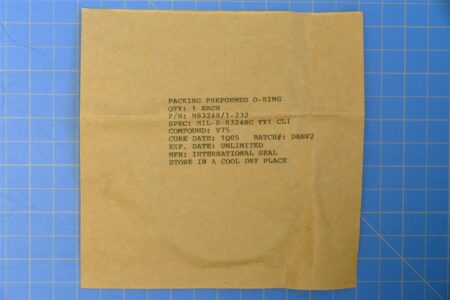 PACKING PREFORMED O-RING
QTY: 1 EACH
P/N: M83248/1-232
SPEC: MIL-R-83248C TY1 CL1
COMPOUND: V75
CURE DATE: 1Q05 BATCH#: DABV2
EXP. DATE: UNLIMITED
MFR: INTERNATIONAL SEAL
STORE IN A COOL DRY PLACE